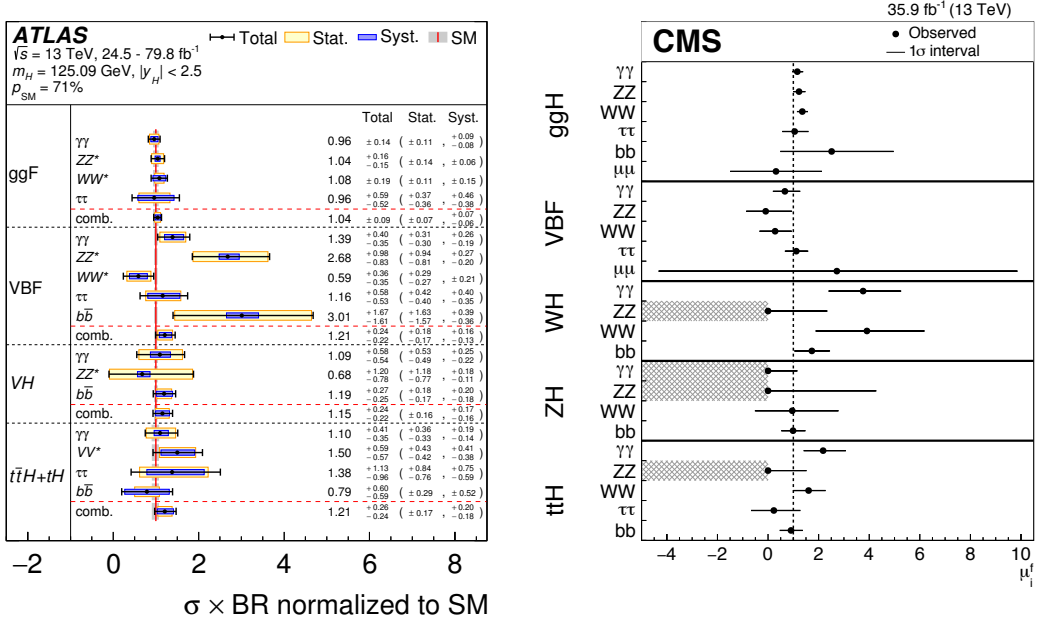 ATLAS
Total Stat. Syst. SM
√s = 13 TeV, 24.5 - 79.8 fb⁻¹
m_H = 125.09 GeV, |y_H| < 2.5
p_SM = 71%
Total Stat. Syst.
ggF
γγ 0.96 ± 0.14 ( ± 0.11 , +0.09 −0.08 )
ZZ* 1.04 +0.16 −0.15 ( ± 0.14 , ± 0.06 )
WW* 1.08 ± 0.19 ( ± 0.11 , ± 0.15 )
ττ 0.96 +0.59 −0.52 ( +0.37 −0.36 , +0.46 −0.38 )
comb. 1.04 ± 0.09 ( ± 0.07 , +0.07 −0.06 )
VBF
γγ 1.39 +0.40 −0.35 ( +0.31 −0.30 , +0.26 −0.19 )
ZZ* 2.68 +0.98 −0.83 ( +0.94 −0.81 , +0.27 −0.20 )
WW* 0.59 +0.36 −0.35 ( +0.29 −0.27 , ± 0.21 )
ττ 1.16 +0.58 −0.53 ( +0.42 −0.40 , +0.40 −0.35 )
bb̅ 3.01 +1.67 −1.61 ( +1.63 −1.57 , +0.39 −0.36 )
comb. 1.21 +0.24 −0.22 ( +0.18 −0.17 , +0.16 −0.13 )
VH
γγ 1.09 +0.58 −0.54 ( +0.53 −0.49 , +0.25 −0.22 )
ZZ* 0.68 +1.20 −0.78 ( +1.18 −0.77 , +0.18 −0.11 )
bb̅ 1.19 +0.27 −0.25 ( +0.18 −0.17 , +0.20 −0.18 )
comb. 1.15 +0.24 −0.22 ( ± 0.16 , +0.17 −0.16 )
tt̅H+tH
γγ 1.10 +0.41 −0.35 ( +0.36 −0.33 , +0.19 −0.14 )
VV* 1.50 +0.59 −0.57 ( +0.43 −0.42 , +0.41 −0.38 )
ττ 1.38 +1.13 −0.96 ( +0.84 −0.76 , +0.75 −0.59 )
bb̅ 0.79 +0.60 −0.59 ( ± 0.29 , ± 0.52 )
comb. 1.21 +0.26 −0.24 ( ± 0.17 , +0.20 −0.18 )
−2 0 2 4 6 8
σ × BR normalized to SM
35.9 fb⁻¹ (13 TeV)
CMS
Observed
1σ interval
ggH
γγ
ZZ
WW
ττ
bb
μμ
VBF
γγ
ZZ
WW
ττ
μμ
WH
γγ
ZZ
WW
bb
ZH
γγ
ZZ
WW
bb
ttH
γγ
ZZ
WW
ττ
bb
0 2 4 6 8 10
μ_i^f